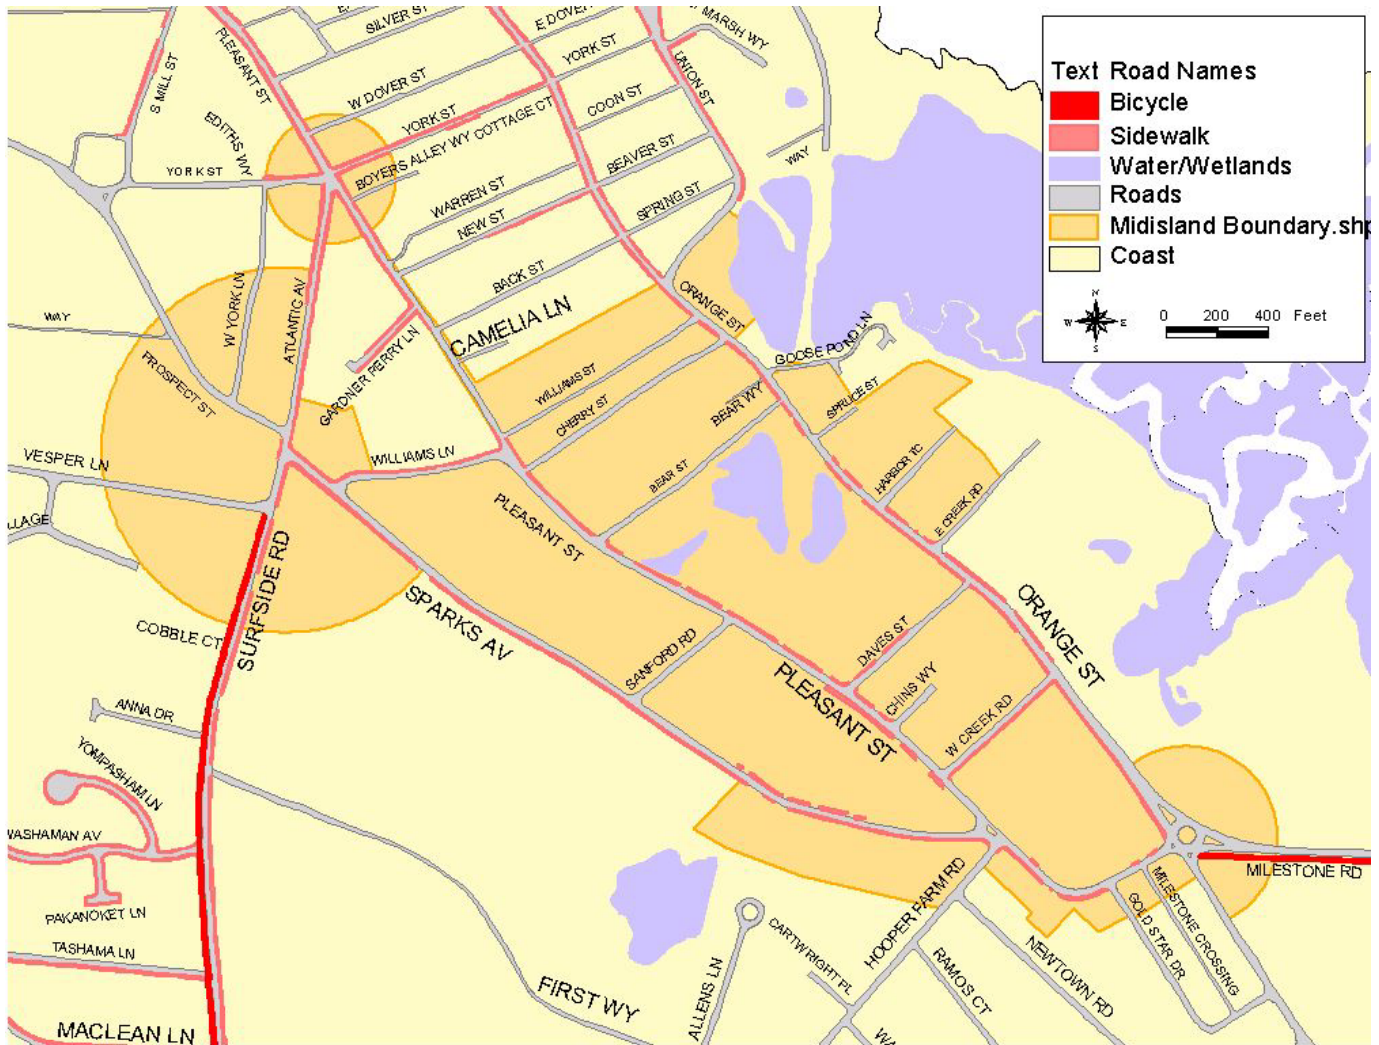 SILVER ST
E DOVER
MARSH WY
PLEASANT ST
S MILL ST
W DOVER ST
YORK ST
UNION ST
EDITHS WY
YORK ST
COTTAGE CT
COON ST
BOYERS ALLEY WY
YORK ST
BEAVER ST
WAY
WARREN ST
NEW ST
SPRING ST
BACK ST
ORANGE ST
W YORK LN
ATLANTIC AV
CAMELIA LN
WAY
GARDNER PERRY LN
GOOSE POND LN
PROSPECT ST
WILLIAMS ST
CHERRY ST
BEAR WY
SPRUCE ST
VESPER LN
WILLIAMS LN
BEAR ST
HARBOR TC
E CREEK RD
LLAGE
PLEASANT ST
SURFSIDE RD
SPARKS AV
ORANGE ST
COBBLE CT
SANFORD RD
DAVES ST
PLEASANT ST
CHINS WY
W CREEK RD
ANNA DR
YOMPASHAM LN
WASHAMAN AV
MILESTONE RD
PAKANOKET LN
HOOPER FARM RD
MILESTONE CROSSING
GOLD STAR DR
TASHAMA LN
CARTWRIGHT PL
NEWTOWN RD
ALLENS LN
RAMOS CT
FIRST WY
MACLEAN LN
WA
Text Road Names
Bicycle
Sidewalk
Water/Wetlands
Roads
Midisland Boundary.shp
Coast
N
W E
S
0 200 400 Feet